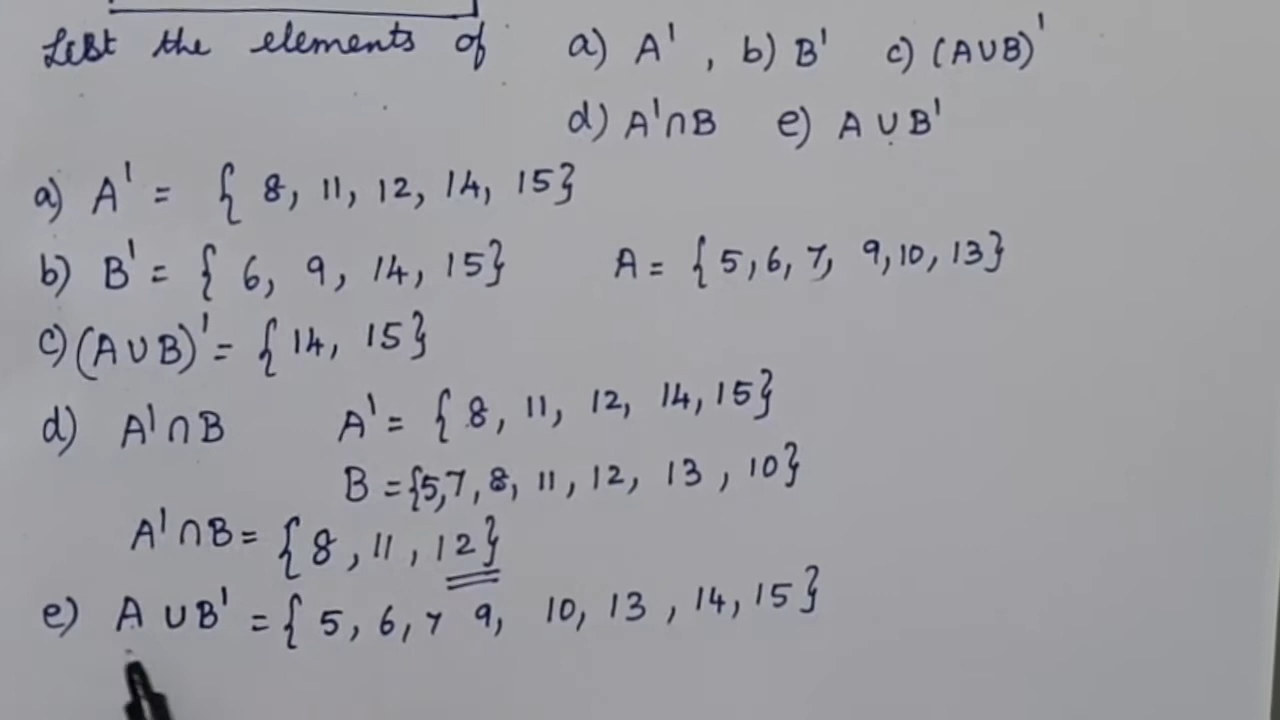 List the elements of a) A' , b) B' c) (A∪B)'
d) A'∩B e) A ∪ B'
a) A' = { 8, 11, 12, 14, 15}
b) B' = { 6, 9, 14, 15} A = { 5, 6, 7, 9, 10, 13}
c) (A ∪ B)' = { 14, 15}
d) A'∩B A' = { 8, 11, 12, 14, 15}
B = {5,7, 8, 11, 12, 13 , 10}
A'∩B = {8 , 11 , 12}
e) A ∪B' = { 5, 6, 7 9, 10, 13 , 14, 15}